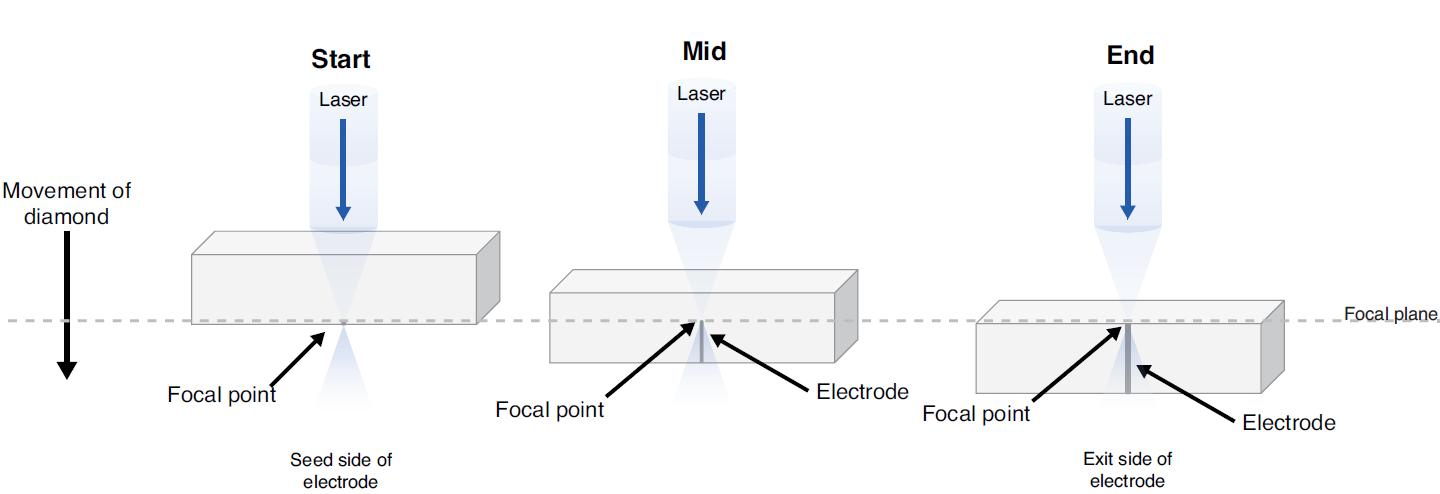 Start
Mid
End
Laser
Laser
Laser
Movement of
diamond
Focal plane
Focal point
Focal point
Electrode
Focal point
Electrode
Seed side of
electrode
Exit side of
electrode